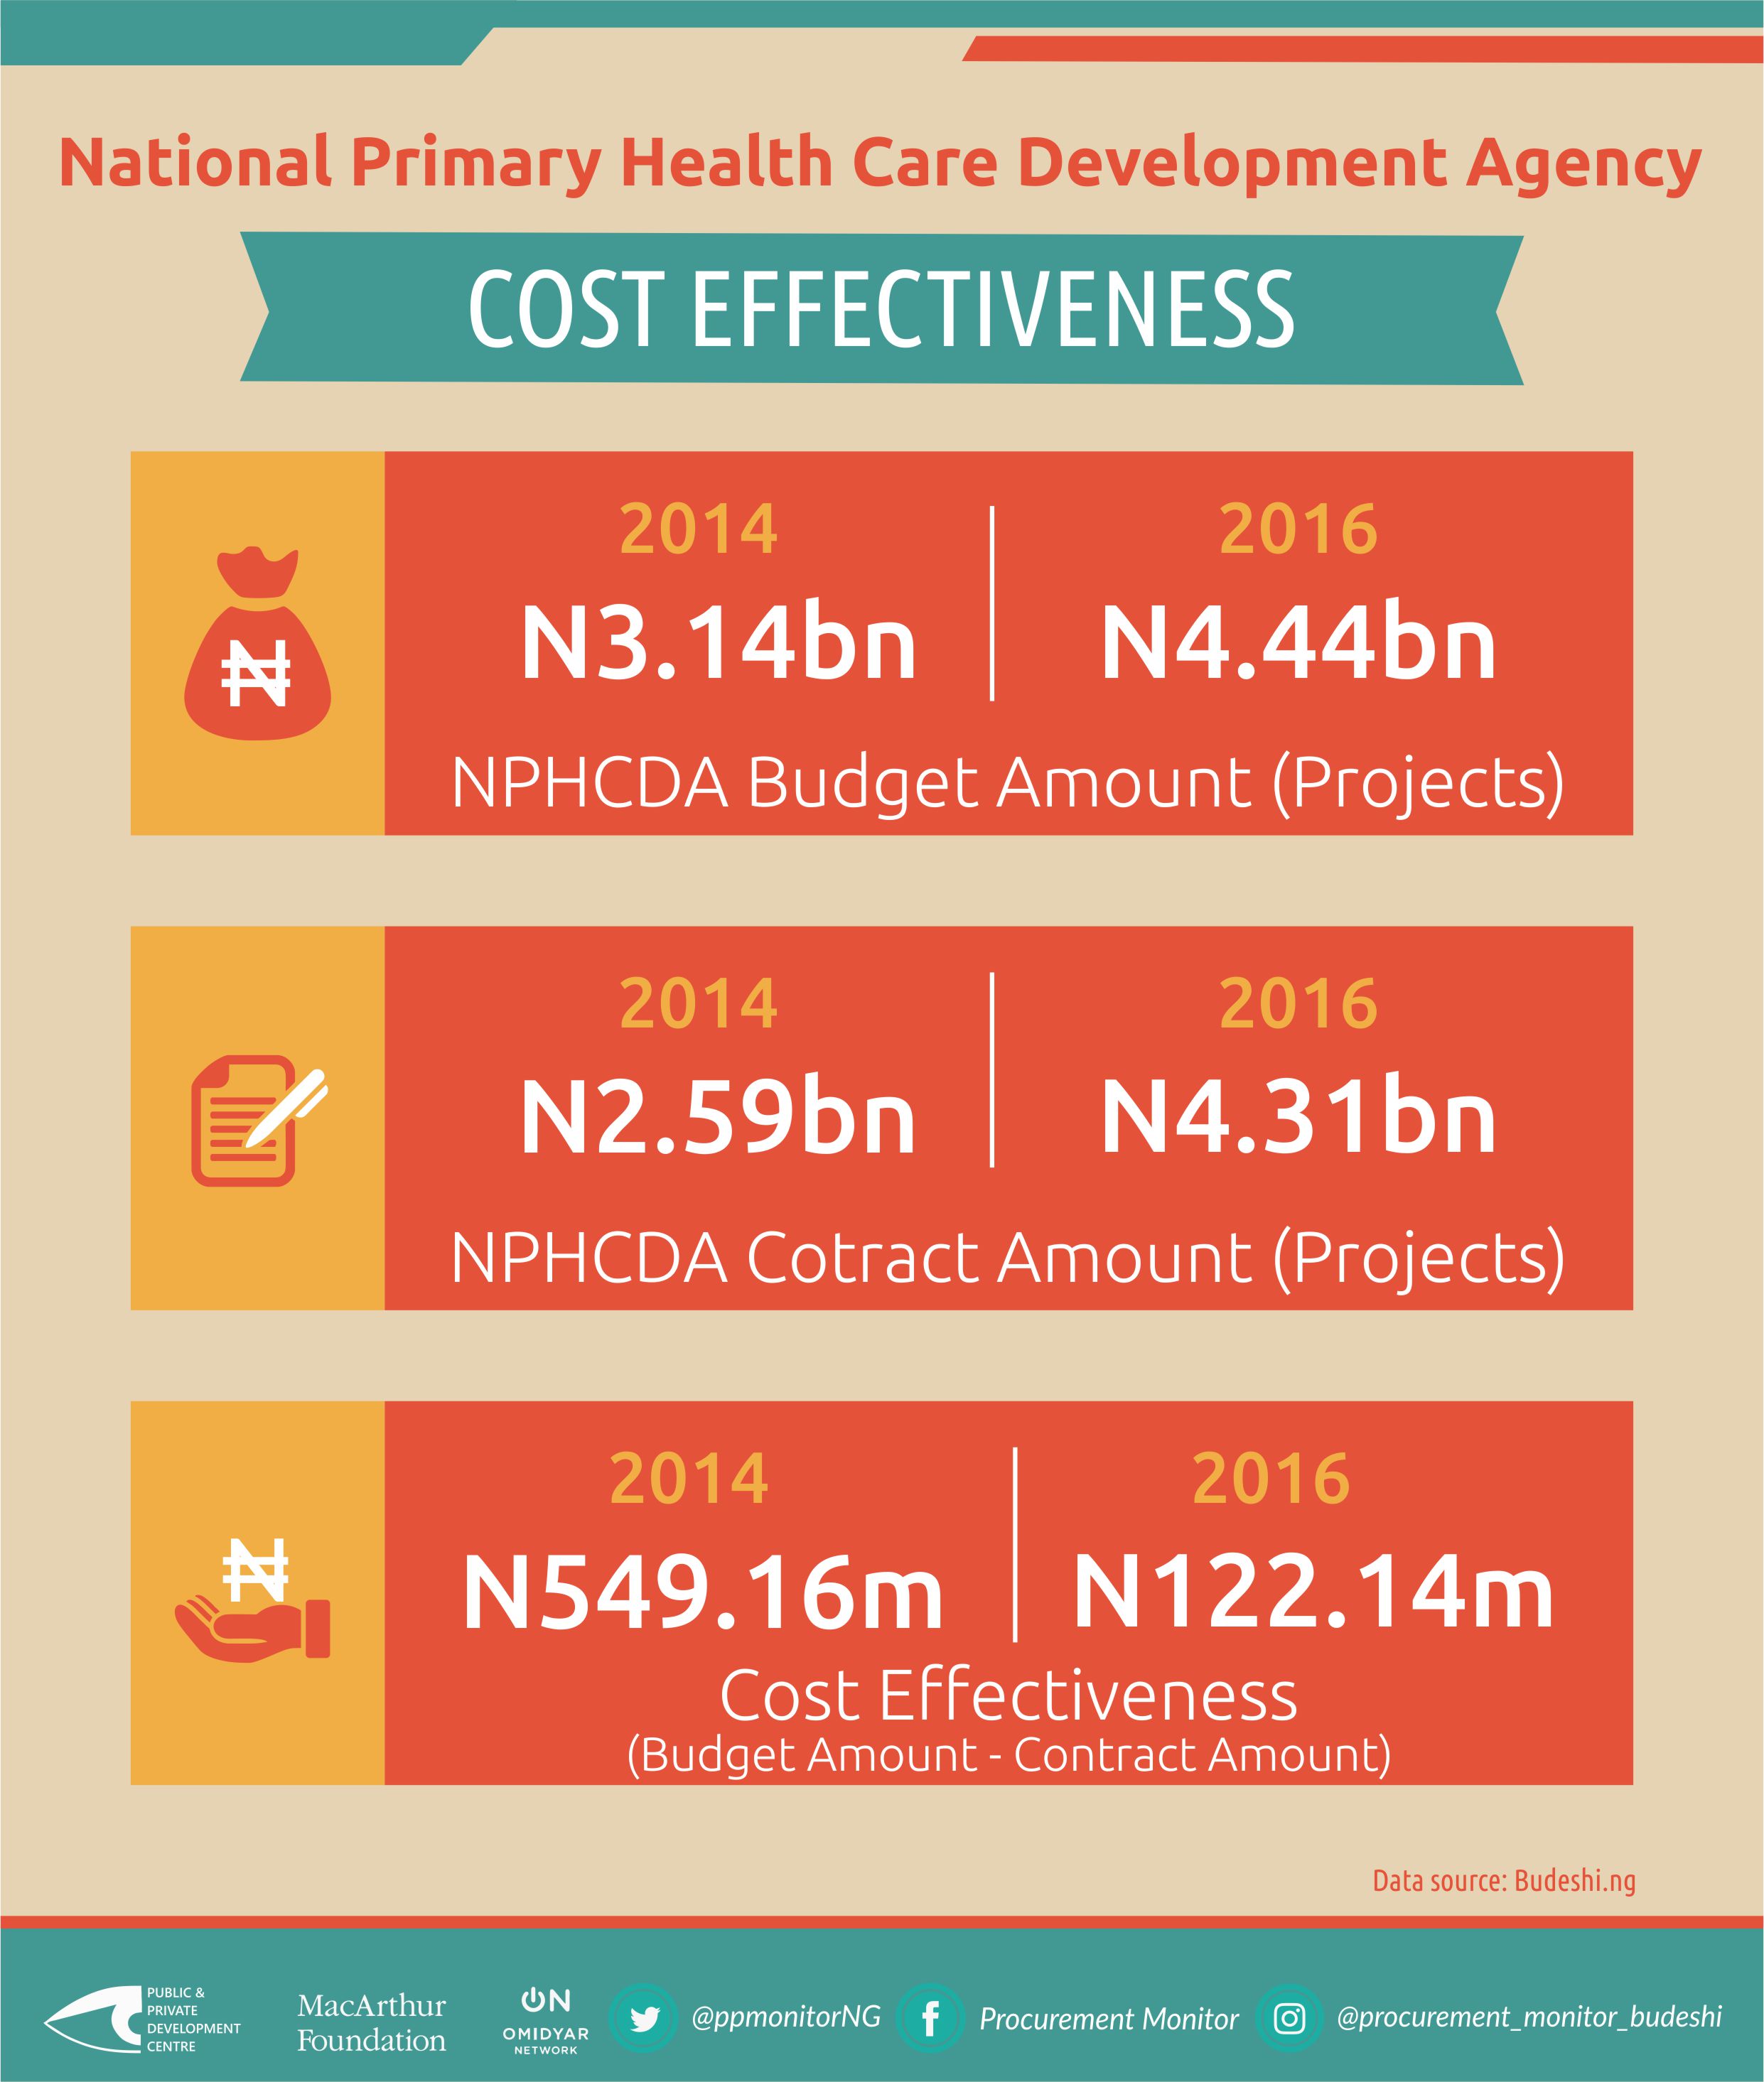 National Primary Health Care Development Agency
COST EFFECTIVENESS
2014
2016
N3.14bn
N4.44bn
NPHCDA Budget Amount (Projects)
₦
2014
2016
N2.59bn
N4.31bn
NPHCDA Cotract Amount (Projects)
2014
2016
N549.16m
N122.14m
₦
Cost Effectiveness
(Budget Amount - Contract Amount)
Data source: Budeshi.ng
PUBLIC &
PRIVATE
DEVELOPMENT
CENTRE
MacArthur
Foundation
ON
OMIDYAR
NETWORK
@ppmonitorNG
f
Procurement Monitor
@procurement_monitor_budeshi